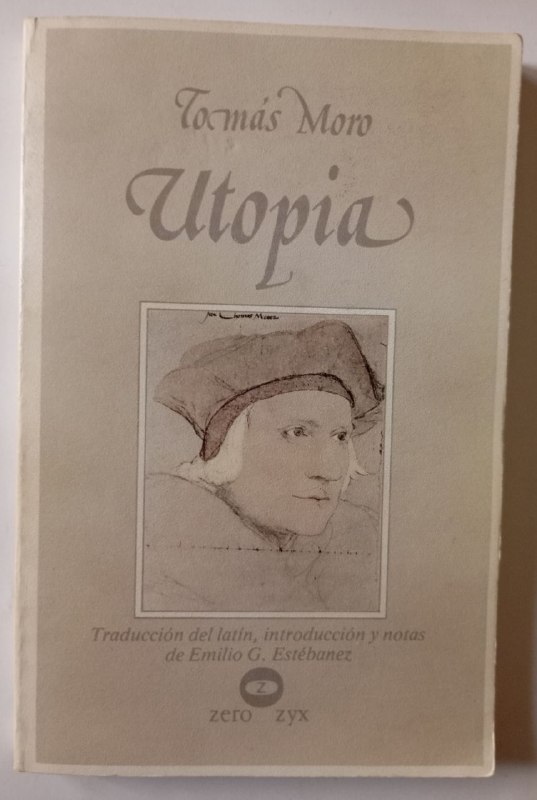 Tomás Moro
Utopia
Traducción del latín, introducción y notas
de Emilio G. Estébanez
z
zero zyx